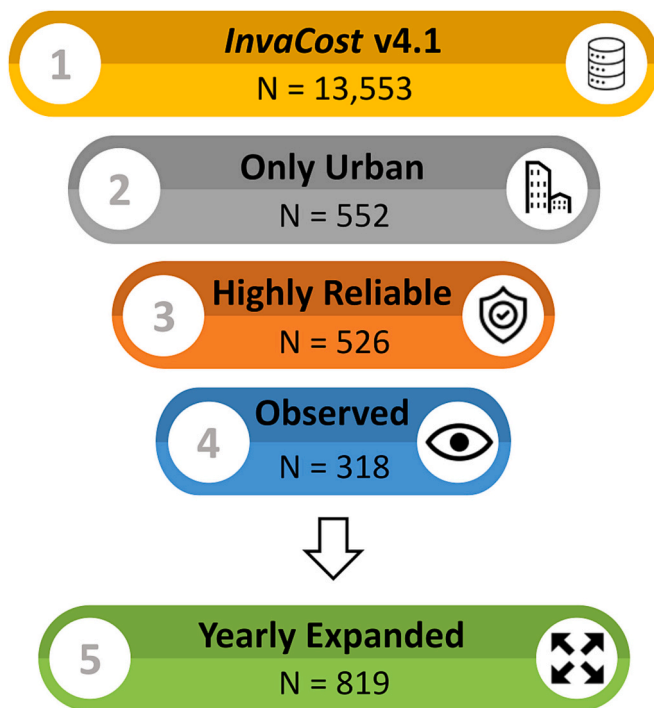 1
InvaCost v4.1
N = 13,553
2
Only Urban
N = 552
3
Highly Reliable
N = 526
4
Observed
N = 318
5
Yearly Expanded
N = 819